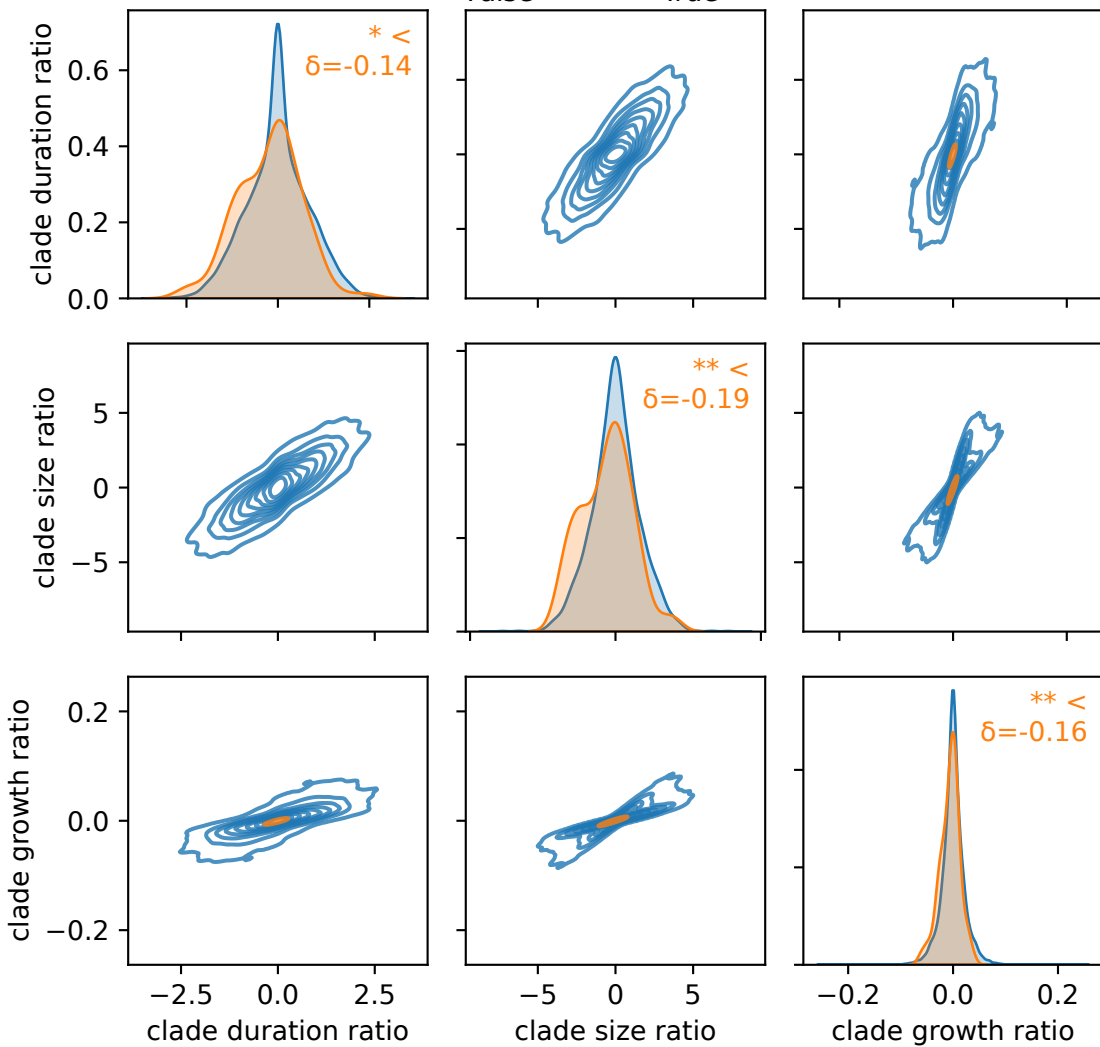 clade duration ratio
0.6
0.4
0.2
0.0
* <
δ=-0.14
clade size ratio
5
0
−5
** <
δ=-0.19
clade growth ratio
0.2
0.0
−0.2
** <
δ=-0.16
−2.5 0.0 2.5
−5 0 5
−0.2 0.0 0.2
clade duration ratio
clade size ratio
clade growth ratio